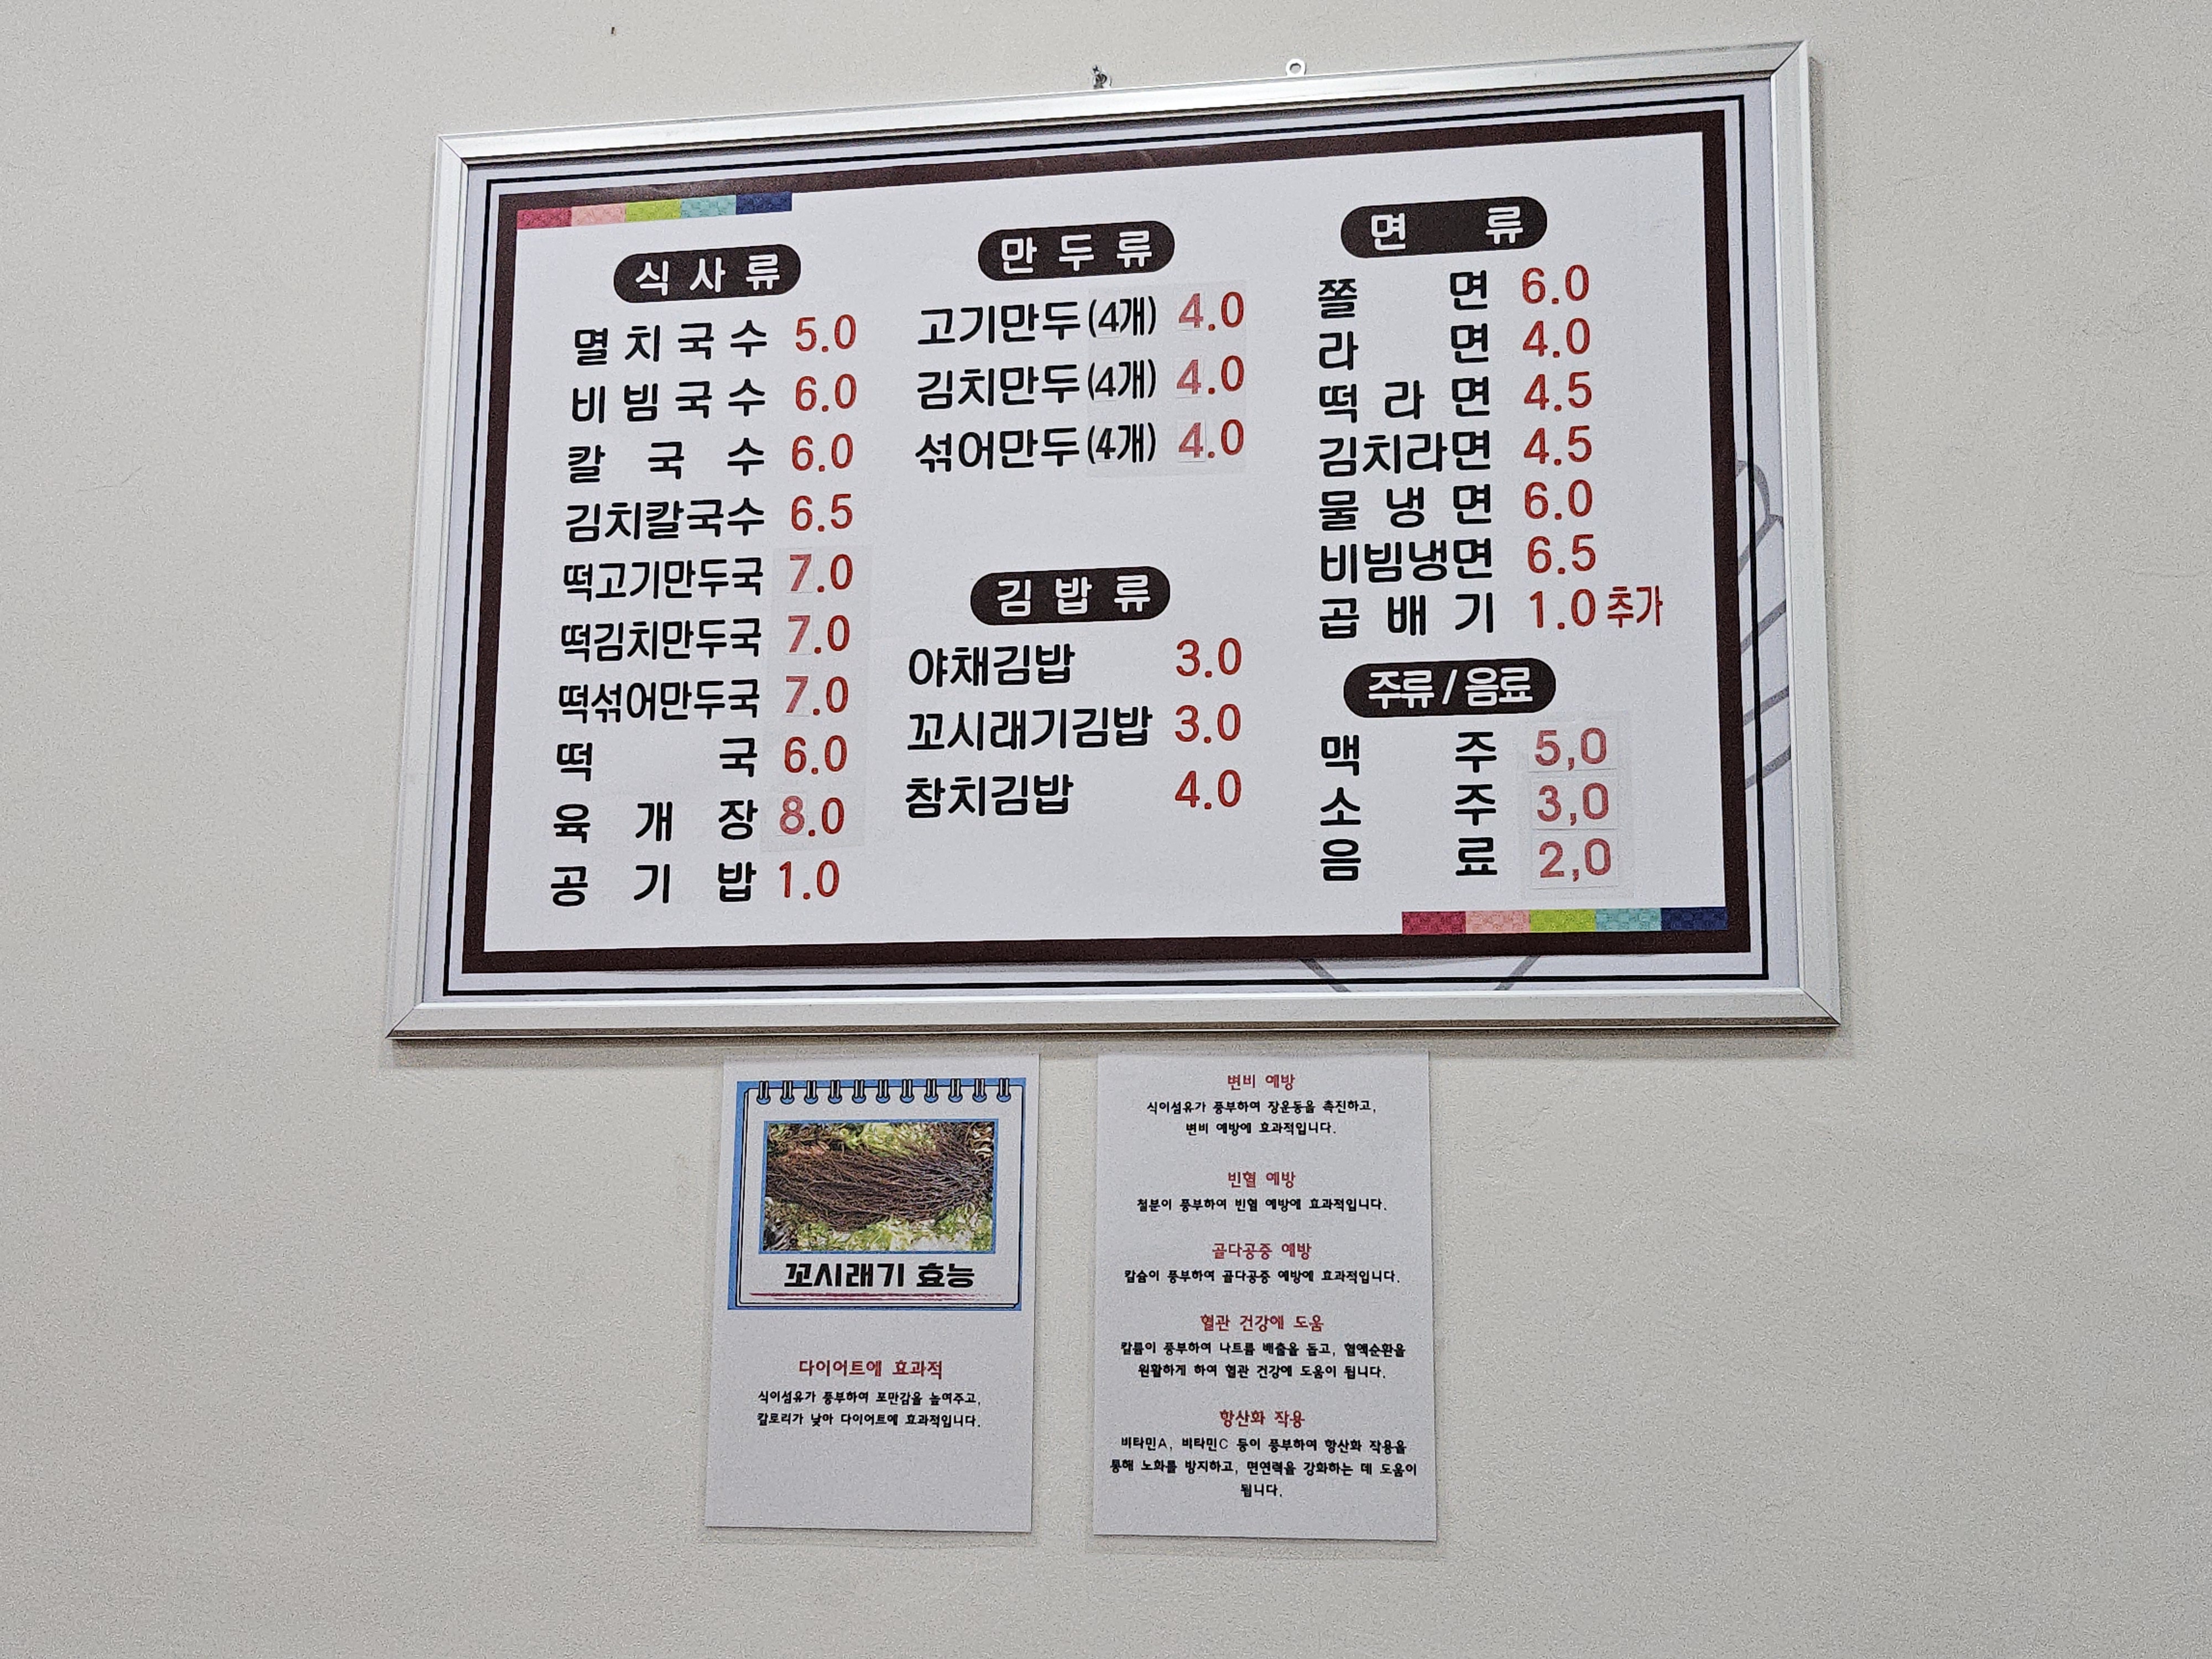 식사류
멸치국수 5.0
비빔국수 6.0
칼국수 6.0
김치칼국수 6.5
떡고기만두국 7.0
떡김치만두국 7.0
떡섞어만두국 7.0
떡국 6.0
육개장 8.0
공기밥 1.0
만두류
고기만두(4개) 4.0
김치만두(4개) 4.0
섞어만두(4개) 4.0
김밥류
야채김밥 3.0
꼬시래기김밥 3.0
참치김밥 4.0
면류
쫄면 6.0
라면 4.0
떡라면 4.5
김치라면 4.5
물냉면 6.0
비빔냉면 6.5
곱배기 1.0 추가
주류/음료
맥주 5,0
소주 3,0
음료 2,0
꼬시래기 효능
다이어트에 효과적
식이섬유가 풍부하여 포만감을 높여주고,
칼로리가 낮아 다이어트에 효과적입니다.
변비 예방
식이섬유가 풍부하여 장운동을 촉진하고,
변비 예방에 효과적입니다.
빈혈 예방
철분이 풍부하여 빈혈 예방에 효과적입니다.
골다공증 예방
칼슘이 풍부하여 골다공증 예방에 효과적입니다.
혈관 건강에 도움
칼륨이 풍부하여 나트륨 배출을 돕고, 혈액순환을
원활하게 하여 혈관 건강에 도움이 됩니다.
항산화 작용
비타민A, 비타민C 등이 풍부하여 항산화 작용을
통해 노화를 방지하고, 면연력을 강화하는 데 도움이
됩니다.